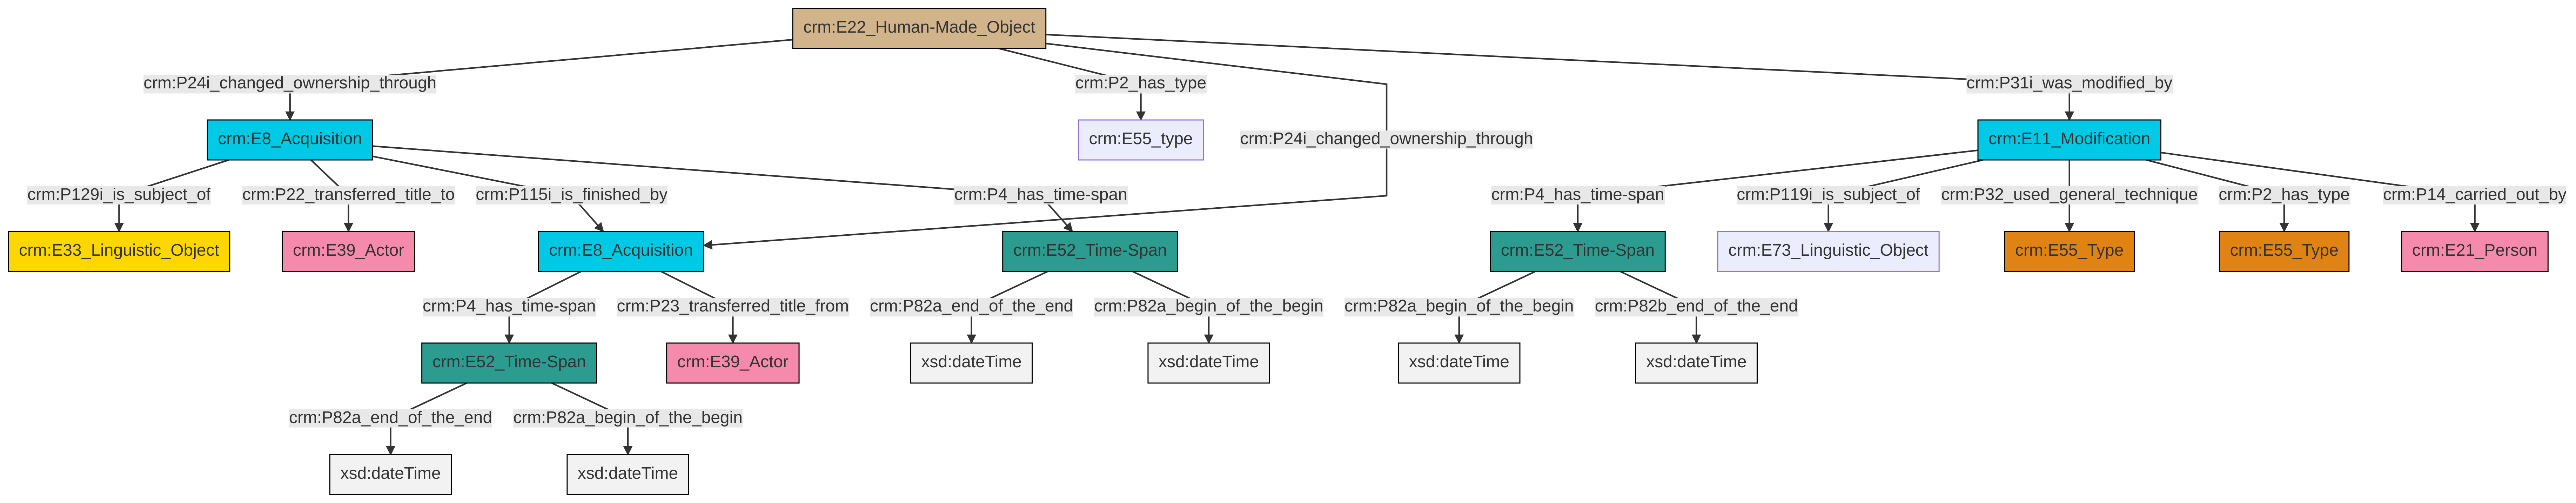 crm:E22_Human-Made_Object
crm:P24i_changed_ownership_through
crm:P2_has_type
crm:P31i_was_modified_by
crm:E8_Acquisition
crm:E55_type
crm:P24i_changed_ownership_through
crm:E11_Modification
crm:P129i_is_subject_of
crm:P22_transferred_title_to
crm:P115i_is_finished_by
crm:P4_has_time-span
crm:P4_has_time-span
crm:P119i_is_subject_of
crm:P32_used_general_technique
crm:P2_has_type
crm:P14_carried_out_by
crm:E33_Linguistic_Object
crm:E39_Actor
crm:E8_Acquisition
crm:E52_Time-Span
crm:E52_Time-Span
crm:E73_Linguistic_Object
crm:E55_Type
crm:E55_Type
crm:E21_Person
crm:P4_has_time-span
crm:P23_transferred_title_from
crm:P82a_end_of_the_end
crm:P82a_begin_of_the_begin
crm:P82a_begin_of_the_begin
crm:P82b_end_of_the_end
crm:E52_Time-Span
crm:E39_Actor
xsd:dateTime
xsd:dateTime
xsd:dateTime
xsd:dateTime
crm:P82a_end_of_the_end
crm:P82a_begin_of_the_begin
xsd:dateTime
xsd:dateTime